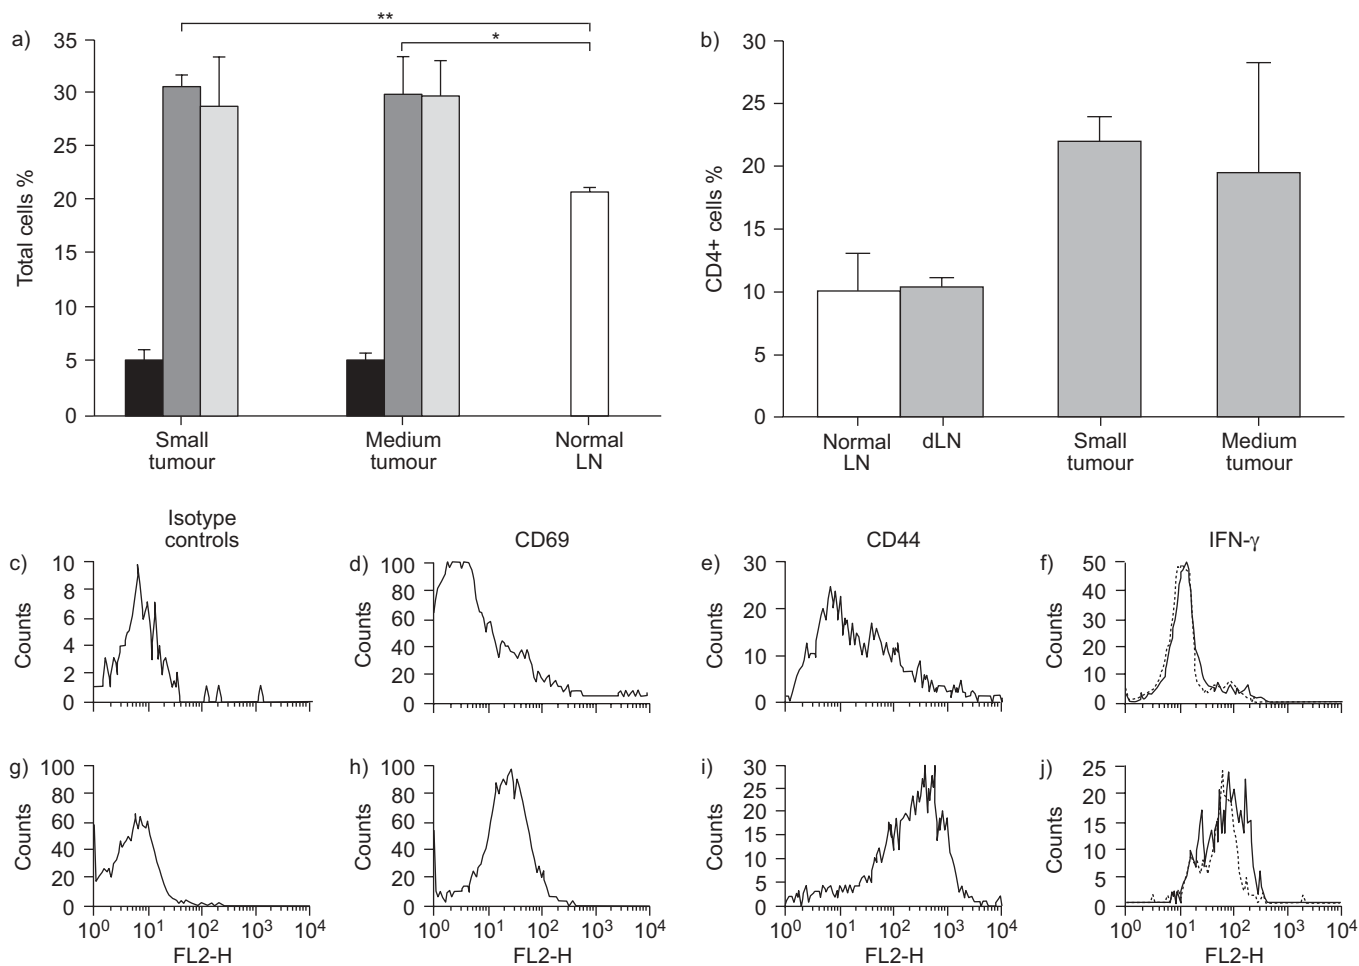 a)
**
*
35
30
25
20
15
10
5
0
Total cells %
Small
tumour
Medium
tumour
Normal
LN
b)
30
25
20
15
10
5
0
CD4+ cells %
Normal
LN
dLN
Small
tumour
Medium
tumour
Isotype
controls
CD69
CD44
IFN-γ
c)
10
8
6
4
2
0
Counts
d)
100
80
60
40
20
0
Counts
e)
30
20
10
0
Counts
f)
50
40
30
20
10
0
Counts
g)
100
80
60
40
20
0
Counts
10⁰ 10¹ 10² 10³ 10⁴
FL2-H
h)
100
80
60
40
20
0
Counts
10⁰ 10¹ 10² 10³ 10⁴
FL2-H
i)
30
30
25
20
15
10
5
0
Counts
10⁰ 10¹ 10² 10³ 10⁴
FL2-H
j)
25
20
15
10
5
0
Counts
10⁰ 10¹ 10² 10³ 10⁴
FL2-H